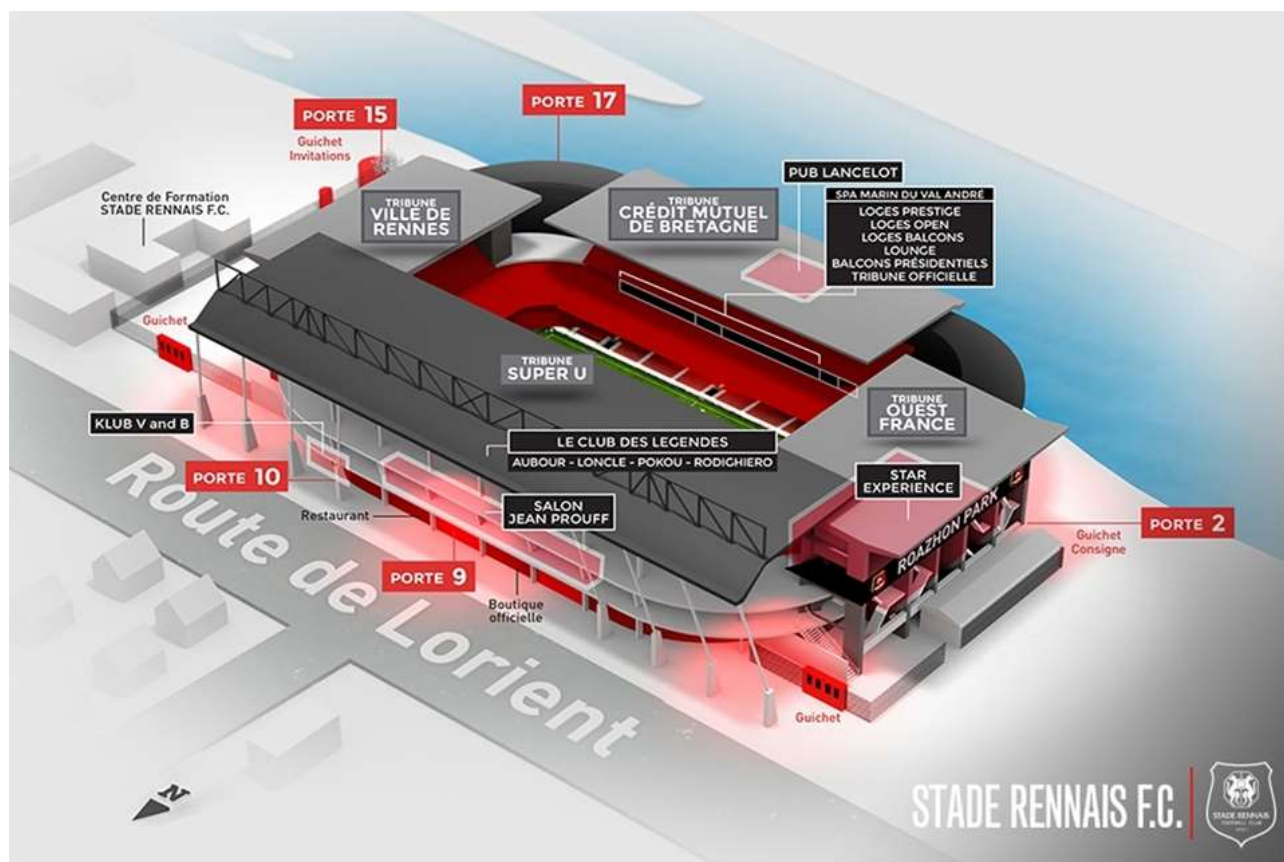 PORTE 17
PORTE 15
Guichet
Invitations
PUB LANCELOT
SPA MARIN DU VAL ANDRÉ
LOGES PRESTIGE
LOGES OPEN
LOGES BALCONS
LOUNGE
BALCONS PRÉSIDENTIELS
TRIBUNE OFFICIELLE
Centre de Formation
STADE RENNAIS F.C.
TRIBUNE
VILLE DE
RENNES
TRIBUNE
CRÉDIT MUTUEL
DE BRETAGNE
Guichet
TRIBUNE
SUPER U
TRIBUNE
OUEST
FRANCE
KLUB V and B
LE CLUB DES LEGENDES
AUBOUR - LONCLE - POKOU - RODIGHIERO
PORTE 10
STAR
EXPERIENCE
Restaurant
SALON
JEAN PROUFF
ROAZHON PARK
PORTE 2
Guichet
Consigne
PORTE 9
Boutique
officielle
Route de Lorient
Guichet
N
STADE RENNAIS F.C.
STADE RENNAIS
FOOTBALL CLUB